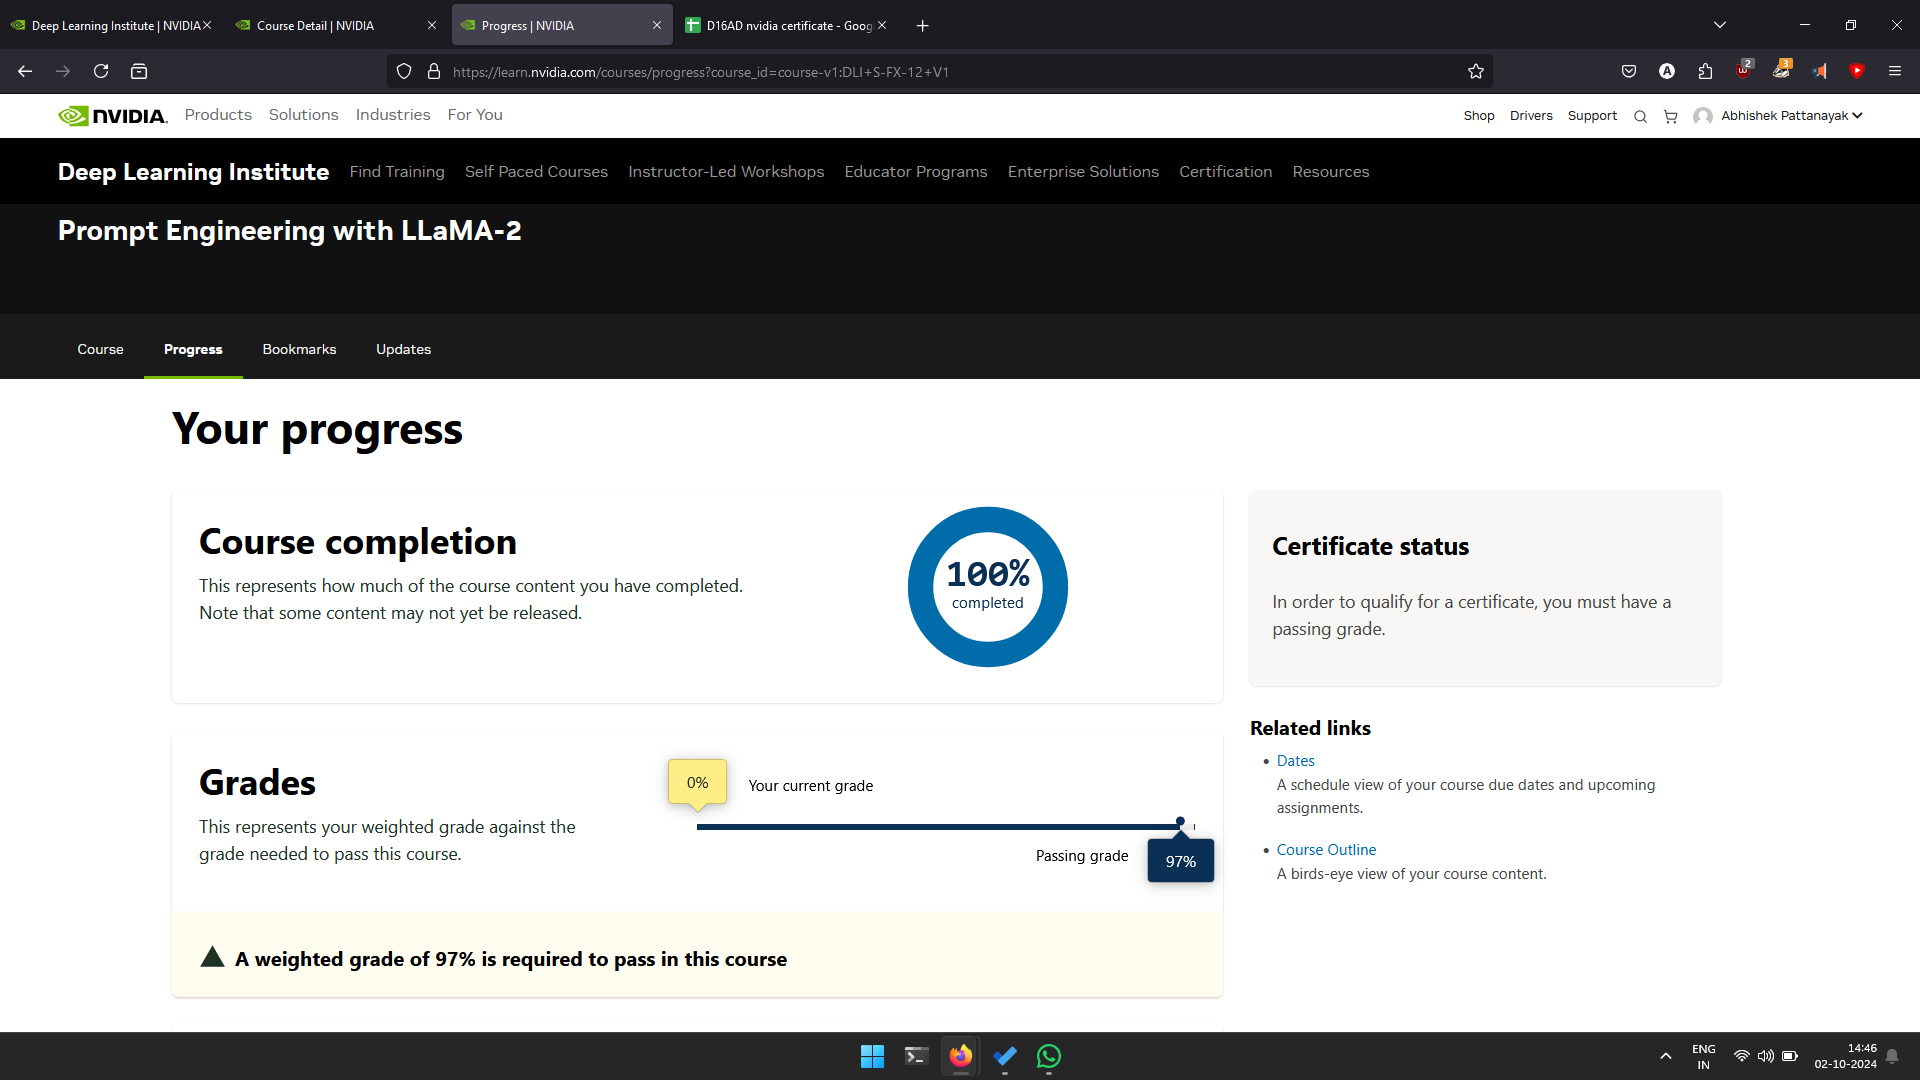 Deep Learning Institute | NVIDIA
Course Detail | NVIDIA
Progress | NVIDIA
D16AD nvidia certificate - Goog
https://learn.nvidia.com/courses/progress?course_id=course-v1:DLI+S-FX-12+V1
A
2
3
NVIDIA.
Products
Solutions
Industries
For You
Shop
Drivers
Support
Abhishek Pattanayak
Deep Learning Institute
Find Training
Self Paced Courses
Instructor-Led Workshops
Educator Programs
Enterprise Solutions
Certification
Resources
Prompt Engineering with LLaMA-2
Course
Progress
Bookmarks
Updates
Your progress
Course completion
This represents how much of the course content you have completed.
Note that some content may not yet be released.
100%
completed
Certificate status
In order to qualify for a certificate, you must have a
passing grade.
Grades
This represents your weighted grade against the
grade needed to pass this course.
0%
Your current grade
Passing grade
97%
A weighted grade of 97% is required to pass in this course
Related links
Dates
A schedule view of your course due dates and upcoming
assignments.
Course Outline
A birds-eye view of your course content.
ENG
IN
14:46
02-10-2024